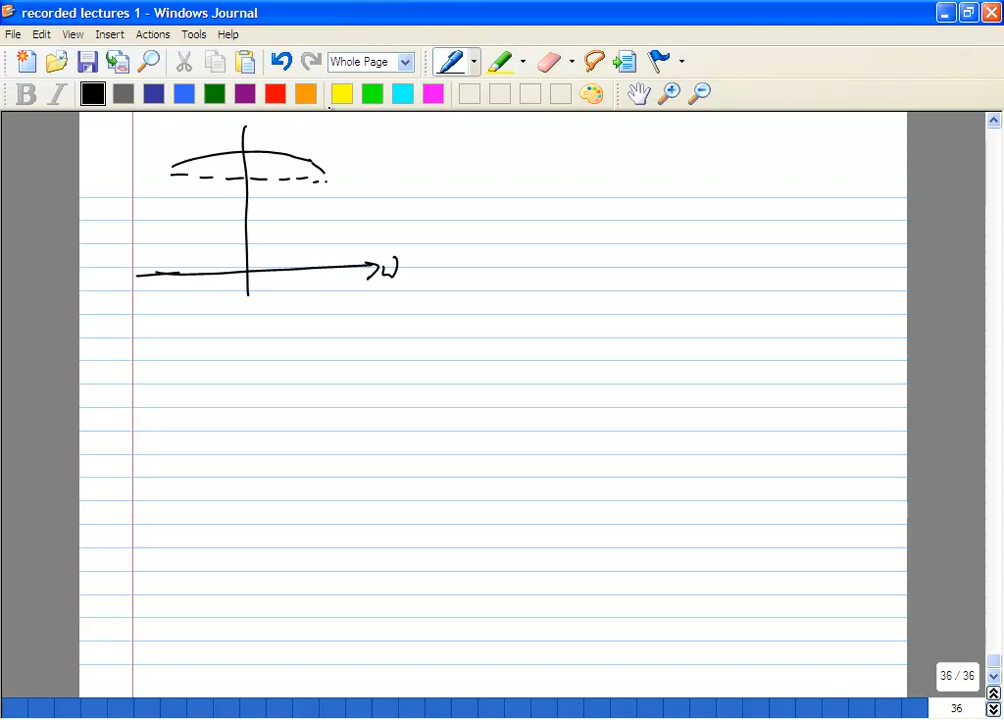 recorded lectures 1 - Windows Journal
File Edit View Insert Actions Tools Help
Whole Page
B I
ω
36 / 36
36